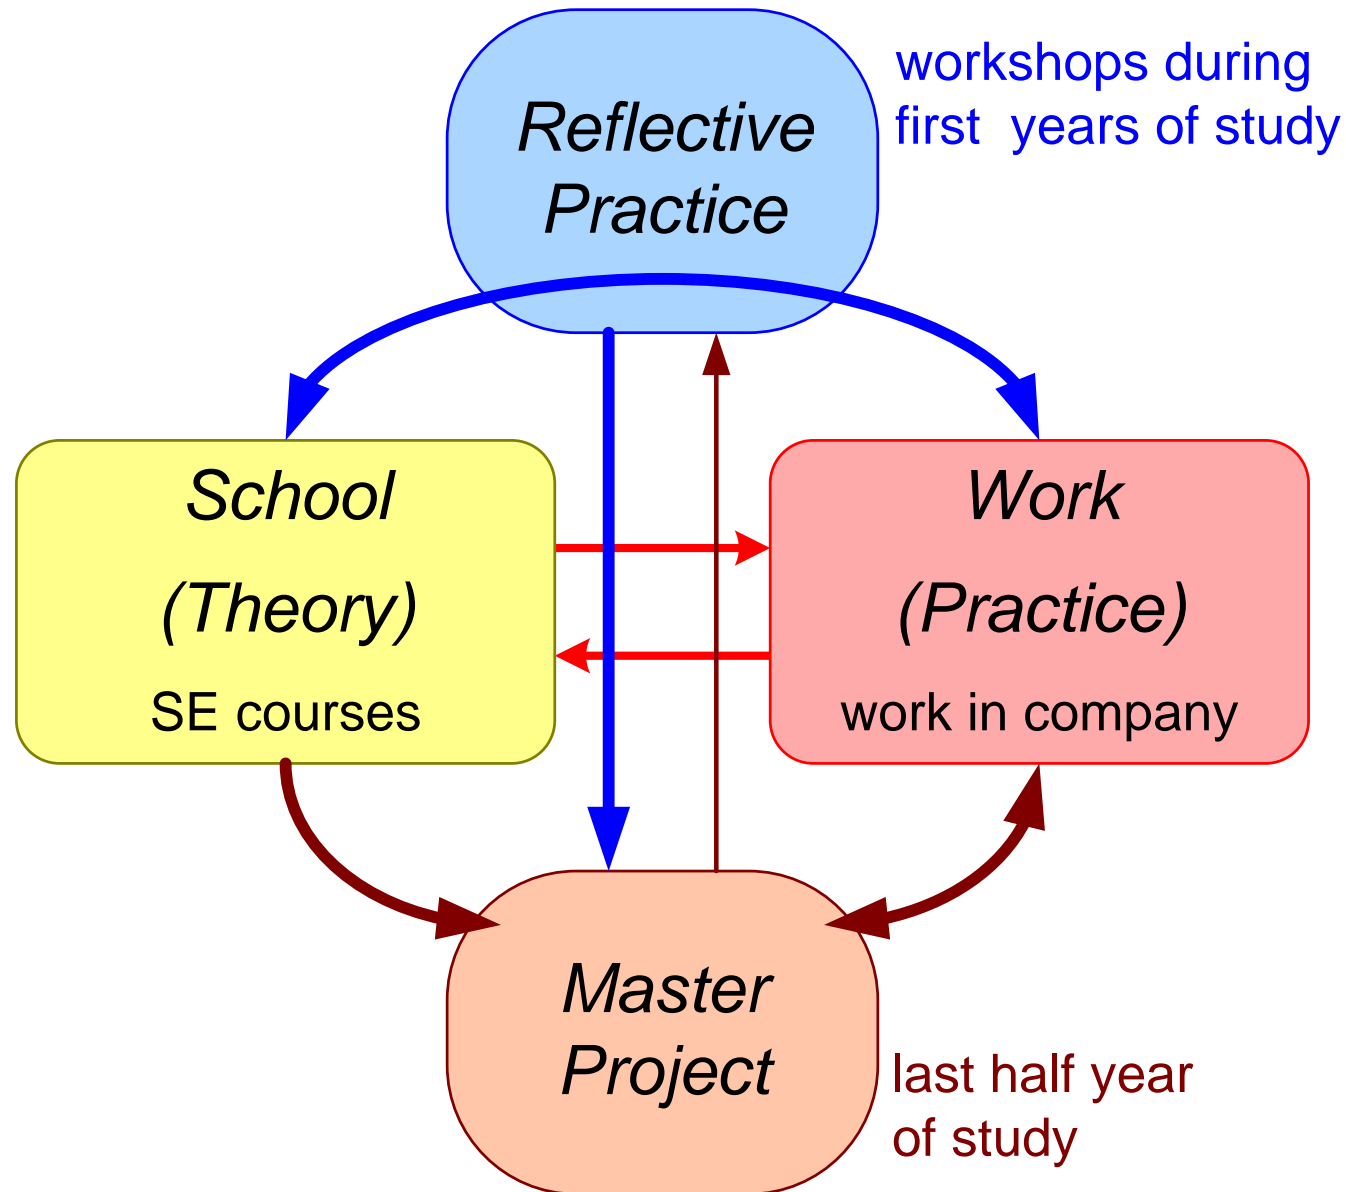 Reflective
Practice
workshops during
first  years of study
School
(Theory)
SE courses
Work
(Practice)
work in company
Master
Project
last half year
of study